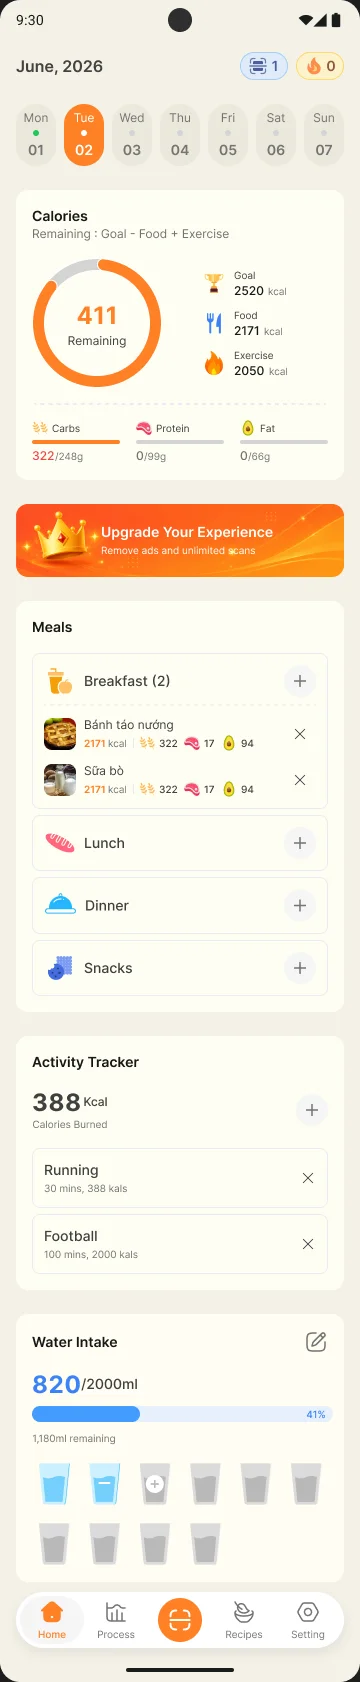 9:30
June, 2026
1
0
Mon Tue Wed Thu Fri Sat Sun
01 02 03 04 05 06 07
Calories
Remaining : Goal - Food + Exercise
411
Remaining
Goal
2520 kcal
Food
2171 kcal
Exercise
2050 kcal
Carbs Protein Fat
322/248g 0/99g 0/66g
Upgrade Your Experience
Remove ads and unlimited scans
Meals
Breakfast (2)
Bánh táo nướng
2171 kcal 322 17 94
Sữa bò
2171 kcal 322 17 94
Lunch
Dinner
Snacks
Activity Tracker
388 Kcal
Calories Burned
Running
30 mins, 388 kals
Football
100 mins, 2000 kals
Water Intake
820/2000ml
41%
1,180ml remaining
Home Process Recipes Setting